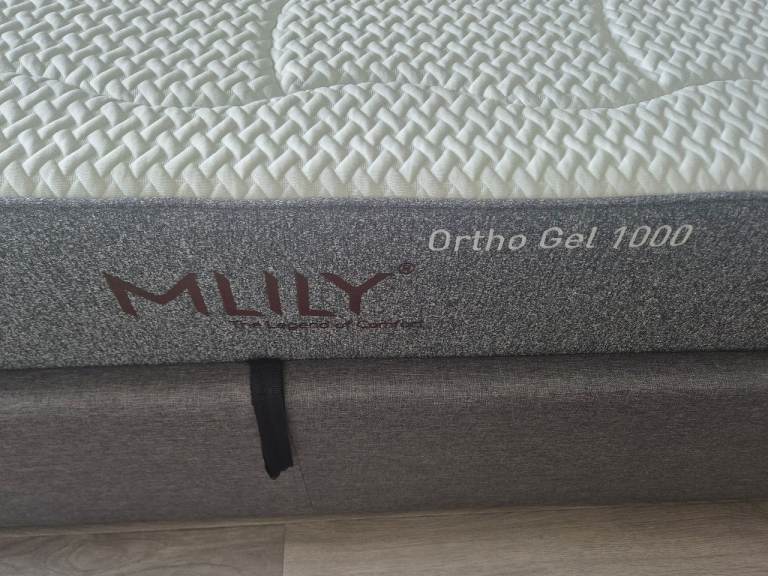 Ortho Gel 1000
MLILY®
The Legend of Comfort